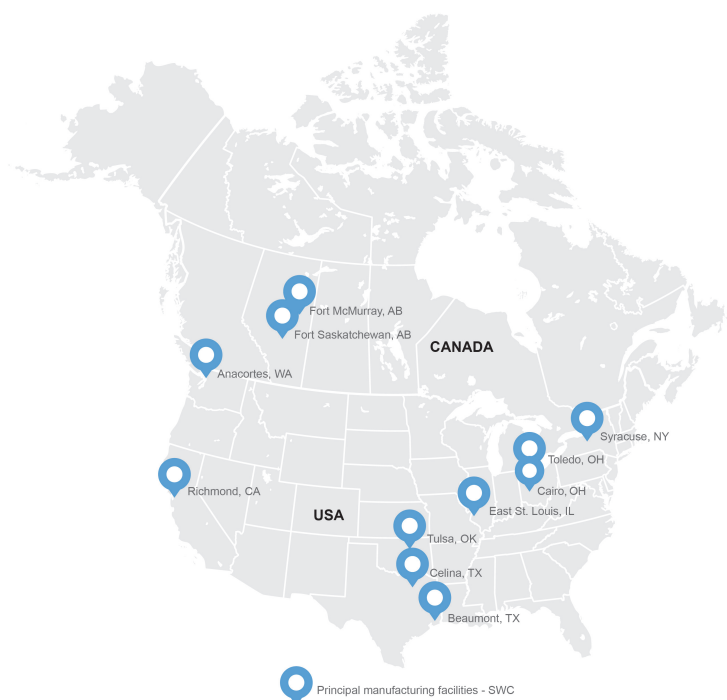 Fort McMurray, AB
Fort Saskatchewan, AB
CANADA
Anacortes, WA
Syracuse, NY
Toledo, OH
Richmond, CA
Cairo, OH
East St. Louis, IL
USA
Tulsa, OK
Celina, TX
Beaumont, TX
Principal manufacturing facilities - SWC